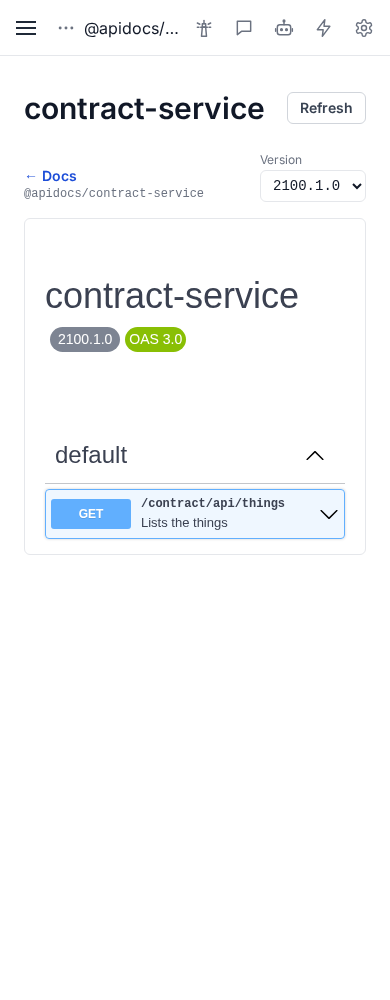 @apidocs/...
contract-service
Refresh
← Docs
@apidocs/contract-service
Version
2100.1.0
contract-service
2100.1.0
OAS 3.0
default
GET
/contract/api/things
Lists the things